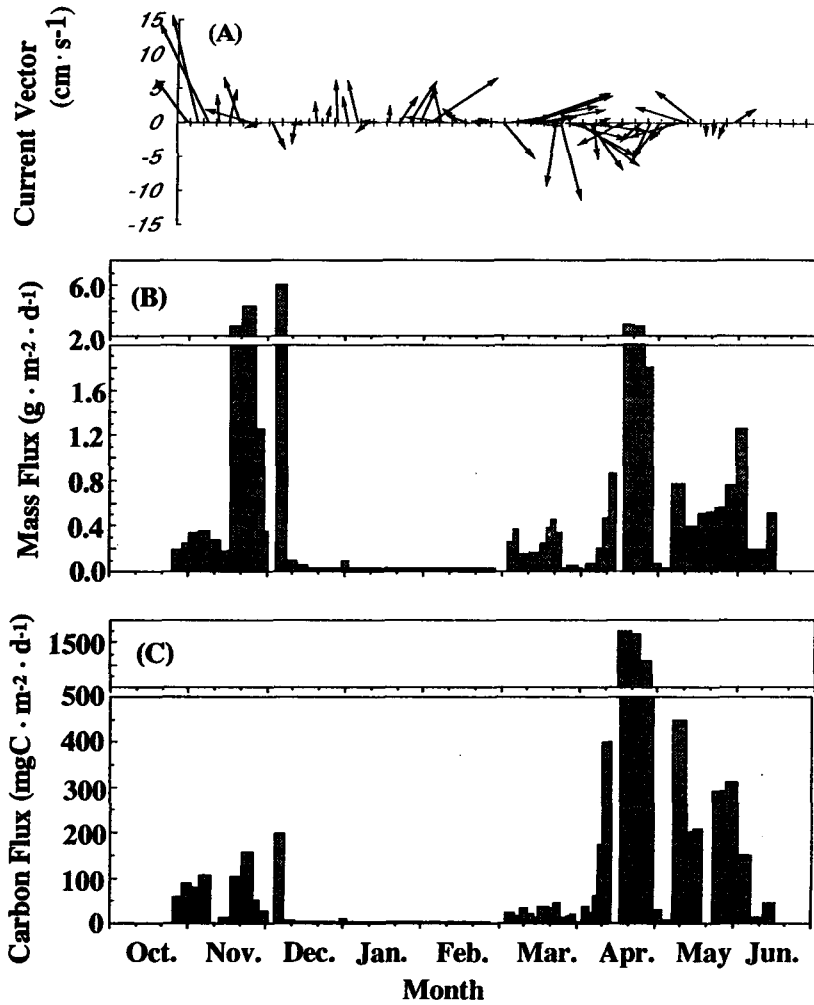 (A)
Current Vector
(cm · s-1)
15
10
5
0
-5
-10
-15
(B)
Mass Flux (g · m-2 · d-1)
6.0
2.0
2.0
1.6
1.2
0.8
0.4
0.0
(C)
Carbon Flux (mgC · m-2 · d-1)
1500
500
400
300
200
100
0
Oct. Nov. Dec. Jan. Feb. Mar. Apr. May Jun.
Month